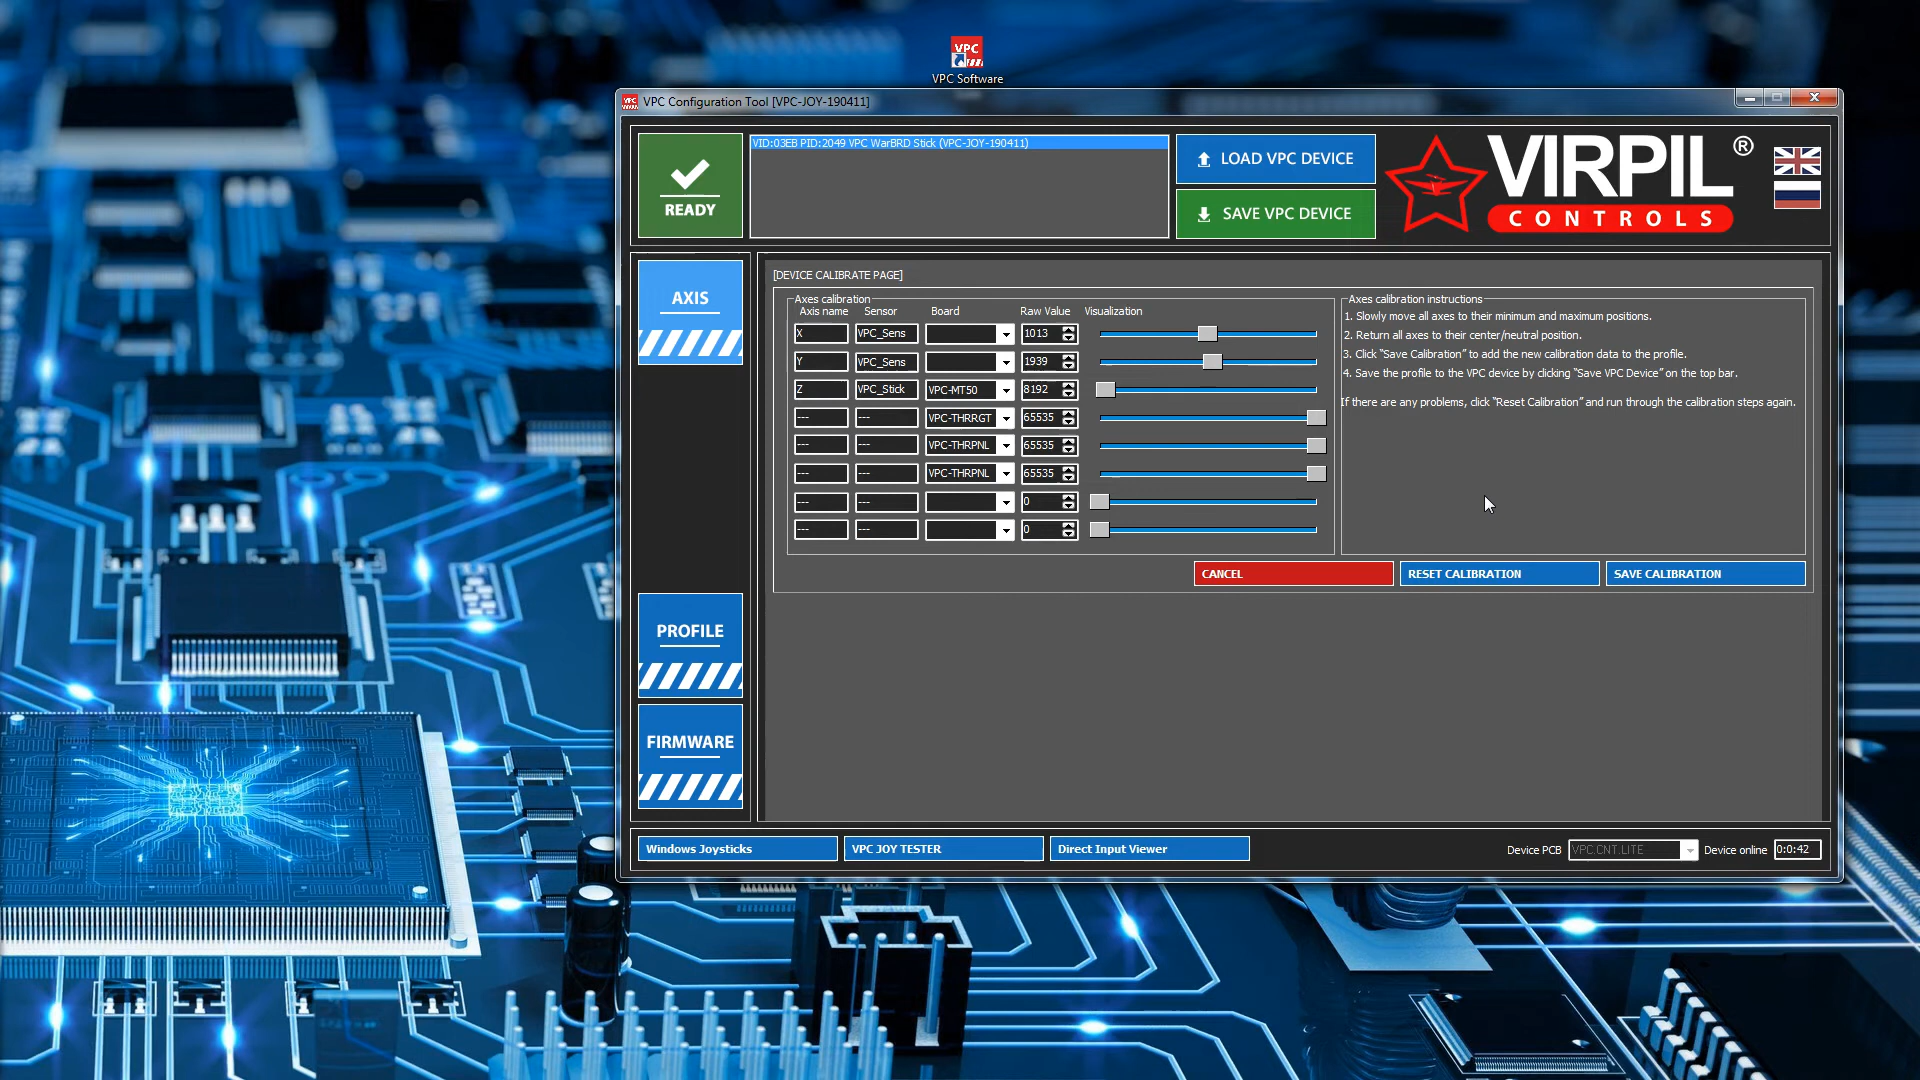 VPC
VPC Software
VPC Configuration Tool [VPC-JOY-190411]
READY
VID:03EB PID:2049 VPC WarBRD Stick (VPC-JOY-190411)
LOAD VPC DEVICE
SAVE VPC DEVICE
VIRPIL ®
CONTROLS
AXIS
PROFILE
FIRMWARE
[DEVICE CALIBRATE PAGE]
Axes calibration
Axis name Sensor Board Raw Value Visualization
X VPC_Sens 1013
Y VPC_Sens 1939
Z VPC_Stick VPC-MT50 8192
--- --- VPC-THRRGT 65535
--- --- VPC-THRPNL 65535
--- --- VPC-THRPNL 65535
--- --- 0
--- --- 0
Axes calibration instructions
1. Slowly move all axes to their minimum and maximum positions.
2. Return all axes to their center/neutral position.
3. Click “Save Calibration” to add the new calibration data to the profile.
4. Save the profile to the VPC device by clicking “Save VPC Device” on the top bar.
If there are any problems, click “Reset Calibration” and run through the calibration steps again.
CANCEL
RESET CALIBRATION
SAVE CALIBRATION
Windows Joysticks
VPC JOY TESTER
Direct Input Viewer
Device PCB VPC.CNT.LITE Device online 0:0:42